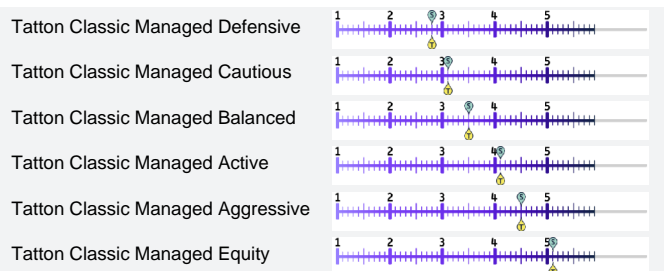 Tatton Classic Managed Defensive 1 2 S 3 4 5
T
Tatton Classic Managed Cautious 1 2 3 S 4 5
T
Tatton Classic Managed Balanced 1 2 3 S 4 5
T
Tatton Classic Managed Active 1 2 3 4 S 5
T
Tatton Classic Managed Aggressive 1 2 3 4 S 5
T
Tatton Classic Managed Equity 1 2 3 4 5 S
T